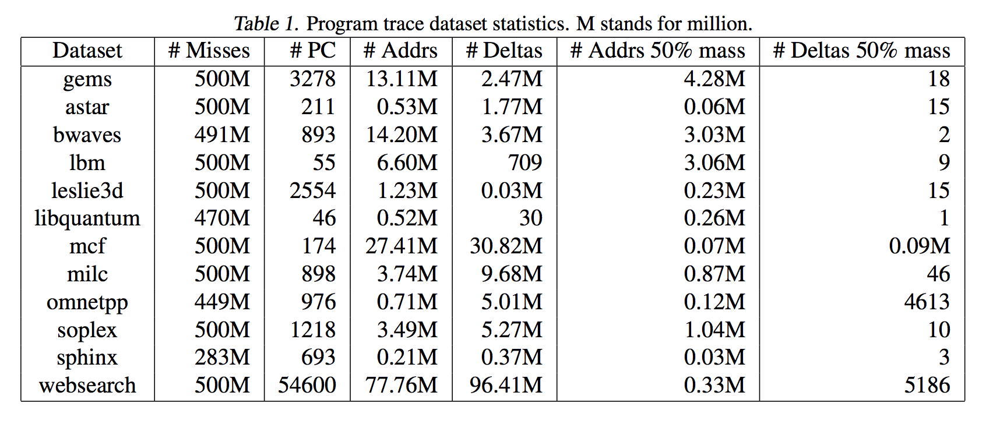 Table 1. Program trace dataset statistics. M stands for million.
Dataset # Misses # PC # Addrs # Deltas # Addrs 50% mass # Deltas 50% mass
gems 500M 3278 13.11M 2.47M 4.28M 18
astar 500M 211 0.53M 1.77M 0.06M 15
bwaves 491M 893 14.20M 3.67M 3.03M 2
lbm 500M 55 6.60M 709 3.06M 9
leslie3d 500M 2554 1.23M 0.03M 0.23M 15
libquantum 470M 46 0.52M 30 0.26M 1
mcf 500M 174 27.41M 30.82M 0.07M 0.09M
milc 500M 898 3.74M 9.68M 0.87M 46
omnetpp 449M 976 0.71M 5.01M 0.12M 4613
soplex 500M 1218 3.49M 5.27M 1.04M 10
sphinx 283M 693 0.21M 0.37M 0.03M 3
websearch 500M 54600 77.76M 96.41M 0.33M 5186